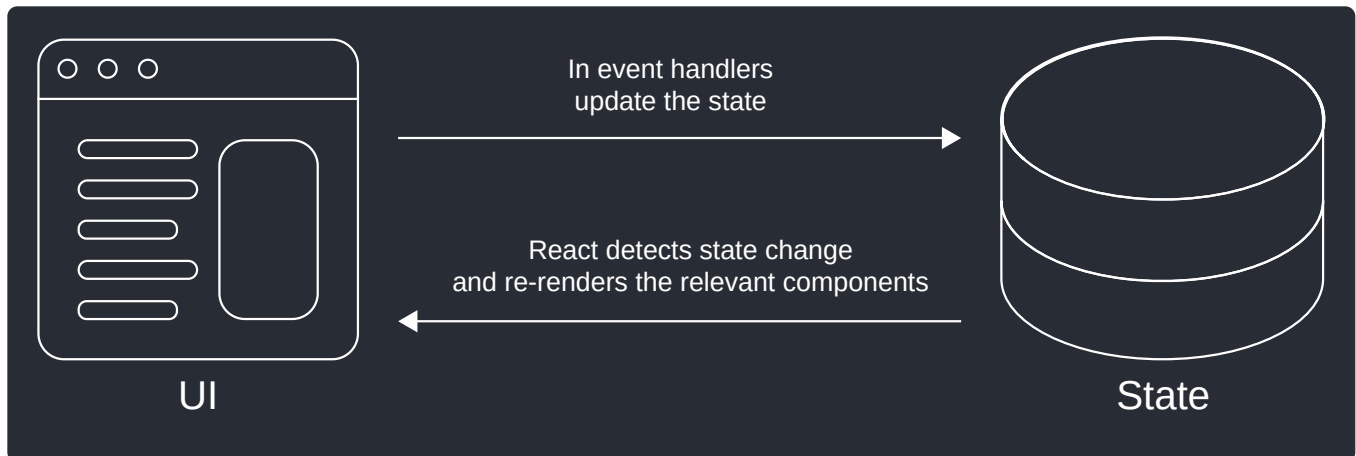 In event handlers
update the state
React detects state change
and re-renders the relevant components
UI
State